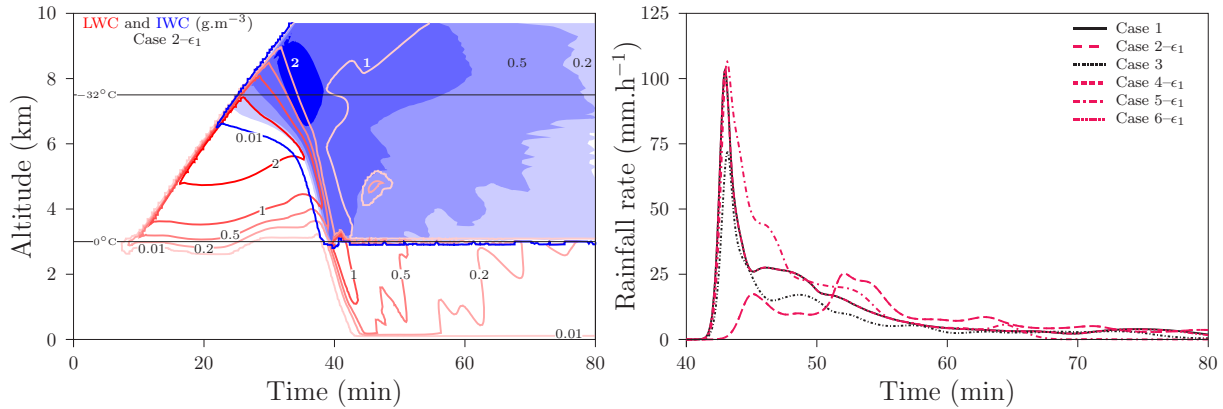 LWC and IWC (g.m⁻³)
Case 2–ϵ₁
10
8
6
4
2
0
Altitude (km)
−32°C
0°C
2
1
0.5
0.2
0.01
2
1
0.5
0.2
0.01
1
0.5
0.2
0.01
0
20
40
60
80
Time (min)
125
100
75
50
25
0
Rainfall rate (mm.h⁻¹)
Case 1
Case 2–ϵ₁
Case 3
Case 4–ϵ₁
Case 5–ϵ₁
Case 6–ϵ₁
40
50
60
70
80
Time (min)